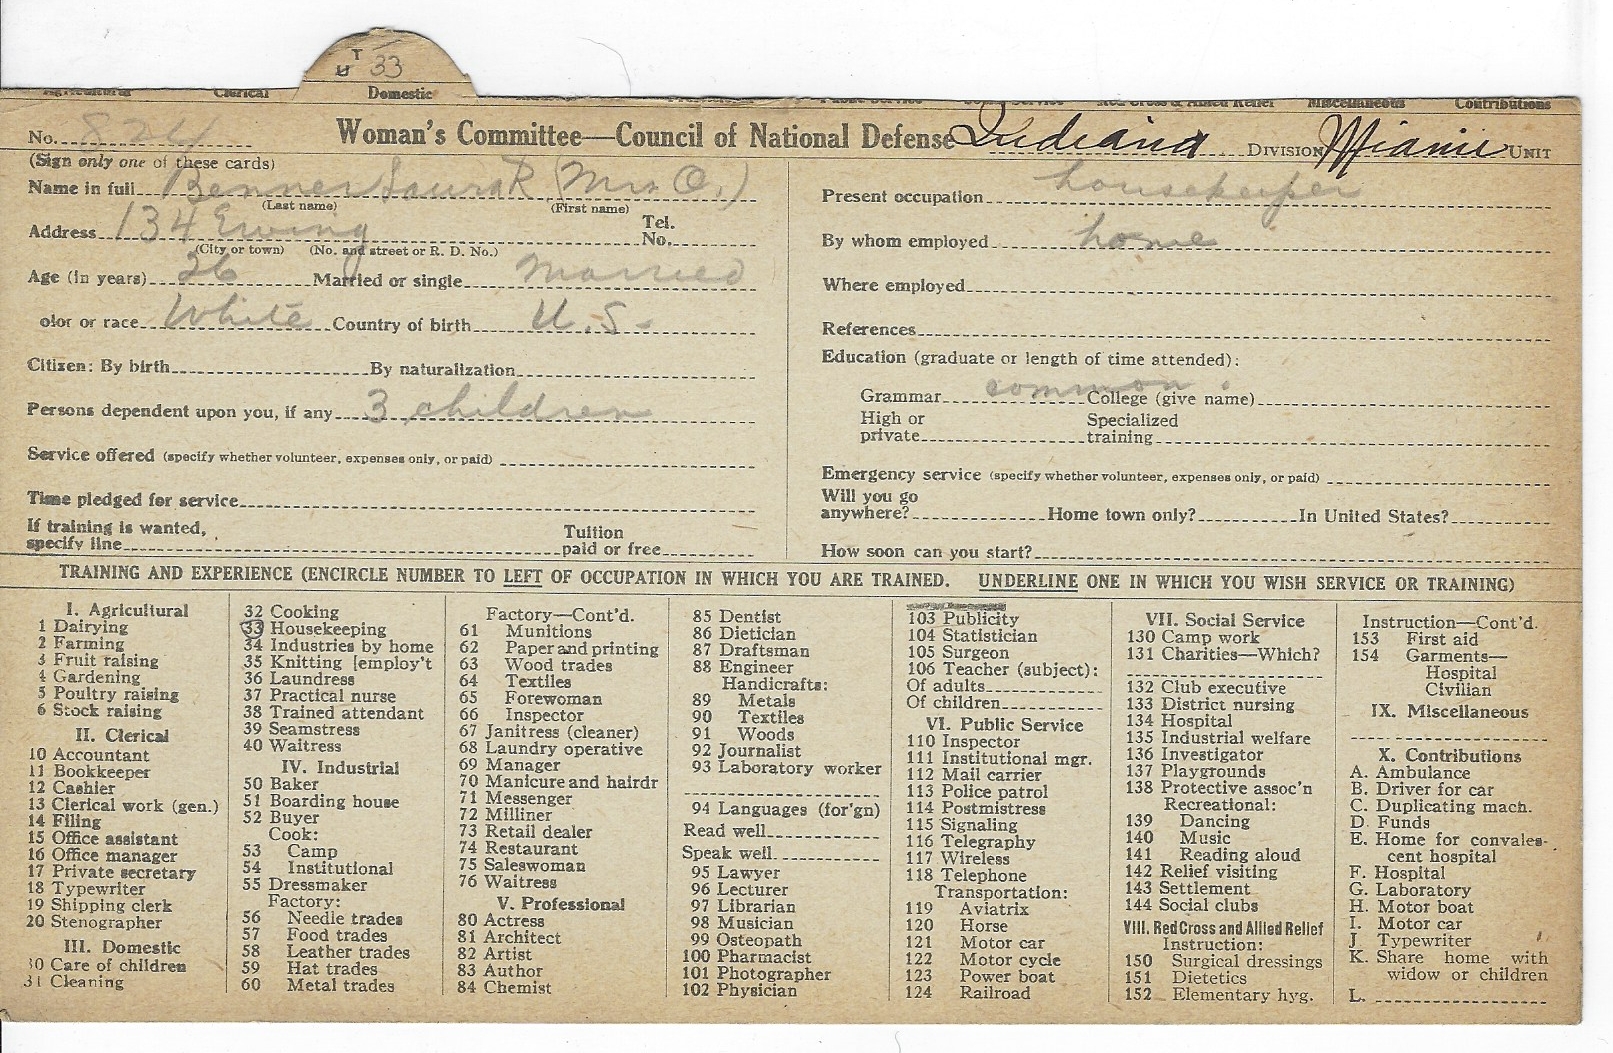 T
U 33
Agricultural Clerical Domestic Public Service Red Cross & Allied Relief Miscellaneous Contributions
No. 824 Woman's Committee—Council of National Defense Indiana DIVISION Miami UNIT
(Sign only one of these cards)
Name in full Benner Laura R (Mrs O.)
(Last name) (First name)
Address 134 Ewing Tel. No.
(City or town) (No. and street or R. D. No.)
Age (in years) 26 Married or single Married
olor or race White Country of birth U.S.
Citizen: By birth By naturalization
Persons dependent upon you, if any 3 children
Service offered (specify whether volunteer, expenses only, or paid)
Time pledged for service
If training is wanted, specify line Tuition paid or free
Present occupation housekeeper
By whom employed home
Where employed
References
Education (graduate or length of time attended):
Grammar common. College (give name)
High or private Specialized training
Emergency service (specify whether volunteer, expenses only, or paid)
Will you go anywhere? Home town only? In United States?
How soon can you start?
TRAINING AND EXPERIENCE (ENCIRCLE NUMBER TO LEFT OF OCCUPATION IN WHICH YOU ARE TRAINED. UNDERLINE ONE IN WHICH YOU WISH SERVICE OR TRAINING)
I. Agricultural
1 Dairying
2 Farming
3 Fruit raising
4 Gardening
5 Poultry raising
6 Stock raising
II. Clerical
10 Accountant
11 Bookkeeper
12 Cashier
13 Clerical work (gen.)
14 Filing
15 Office assistant
16 Office manager
17 Private secretary
18 Typewriter
19 Shipping clerk
20 Stenographer
III. Domestic
30 Care of children
31 Cleaning
32 Cooking
33 Housekeeping
34 Industries by home
35 Knitting [employ't
36 Laundress
37 Practical nurse
38 Trained attendant
39 Seamstress
40 Waitress
IV. Industrial
50 Baker
51 Boarding house
52 Buyer
Cook:
53 Camp
54 Institutional
55 Dressmaker
Factory:
56 Needle trades
57 Food trades
58 Leather trades
59 Hat trades
60 Metal trades
Factory—Cont'd.
61 Munitions
62 Paper and printing
63 Wood trades
64 Textiles
65 Forewoman
66 Inspector
67 Janitress (cleaner)
68 Laundry operative
69 Manager
70 Manicure and hairdr
71 Messenger
72 Milliner
73 Retail dealer
74 Restaurant
75 Saleswoman
76 Waitress
V. Professional
80 Actress
81 Architect
82 Artist
83 Author
84 Chemist
85 Dentist
86 Dietician
87 Draftsman
88 Engineer
Handicrafts:
89 Metals
90 Textiles
91 Woods
92 Journalist
93 Laboratory worker
94 Languages (for'gn)
Read well
Speak well
95 Lawyer
96 Lecturer
97 Librarian
98 Musician
99 Osteopath
100 Pharmacist
101 Photographer
102 Physician
103 Publicity
104 Statistician
105 Surgeon
106 Teacher (subject):
Of adults
Of children
VI. Public Service
110 Inspector
111 Institutional mgr.
112 Mail carrier
113 Police patrol
114 Postmistress
115 Signaling
116 Telegraphy
117 Wireless
118 Telephone
Transportation:
119 Aviatrix
120 Horse
121 Motor car
122 Motor cycle
123 Power boat
124 Railroad
VII. Social Service
130 Camp work
131 Charities—Which?
132 Club executive
133 District nursing
134 Hospital
135 Industrial welfare
136 Investigator
137 Playgrounds
138 Protective assoc'n
Recreational:
139 Dancing
140 Music
141 Reading aloud
142 Relief visiting
143 Settlement
144 Social clubs
VIII. Red Cross and Allied Relief
Instruction:
150 Surgical dressings
151 Dietetics
152 Elementary hyg.
Instruction—Cont'd.
153 First aid
154 Garments—
Hospital
Civilian
IX. Miscellaneous
X. Contributions
A. Ambulance
B. Driver for car
C. Duplicating mach.
D. Funds
E. Home for convales-
cent hospital
F. Hospital
G. Laboratory
H. Motor boat
I. Motor car
J Typewriter
K. Share home with
widow or children
L.